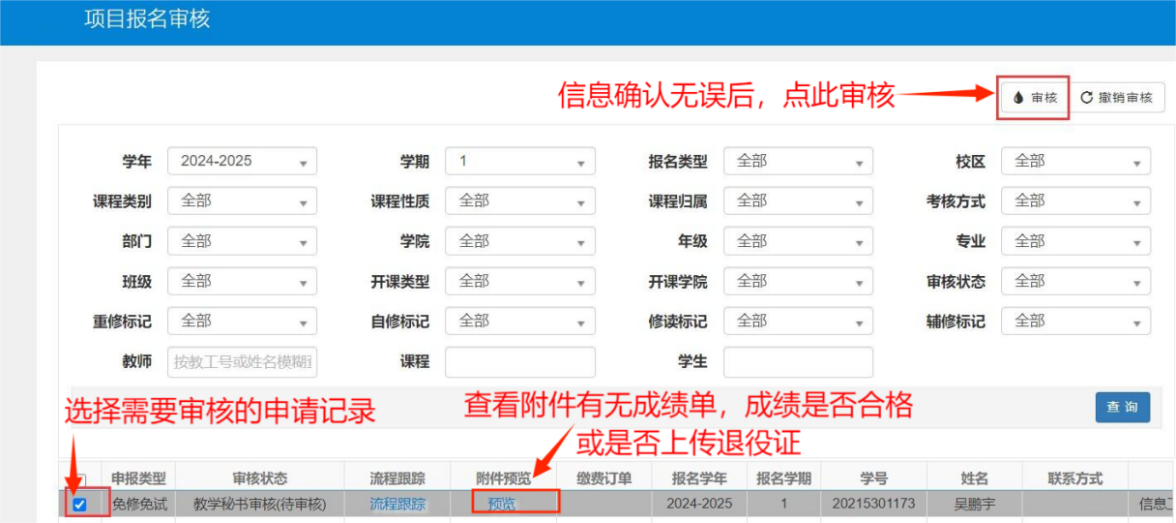 项目报名审核
信息确认无误后，点此审核
审核 撤销审核
学年 2024-2025 学期 1 报名类型 全部 校区 全部
课程类别 全部 课程性质 全部 课程归属 全部 考核方式 全部
部门 全部 学院 全部 年级 全部 专业 全部
班级 全部 开课类型 全部 开课学院 全部 审核状态 全部
重修标记 全部 自修标记 全部 修读标记 全部 辅修标记 全部
教师 按教工号或姓名模糊 课程 学生
选择需要审核的申请记录 查看附件有无成绩单，成绩是否合格 查 询
或是否上传退役证
申报类型 审核状态 流程跟踪 附件预览 缴费订单 报名学年 报名学期 学号 姓名 联系方式
免修免试 教学秘书审核(待审核) 流程跟踪 预览 2024-2025 1 20215301173 吴鹏宇 信息